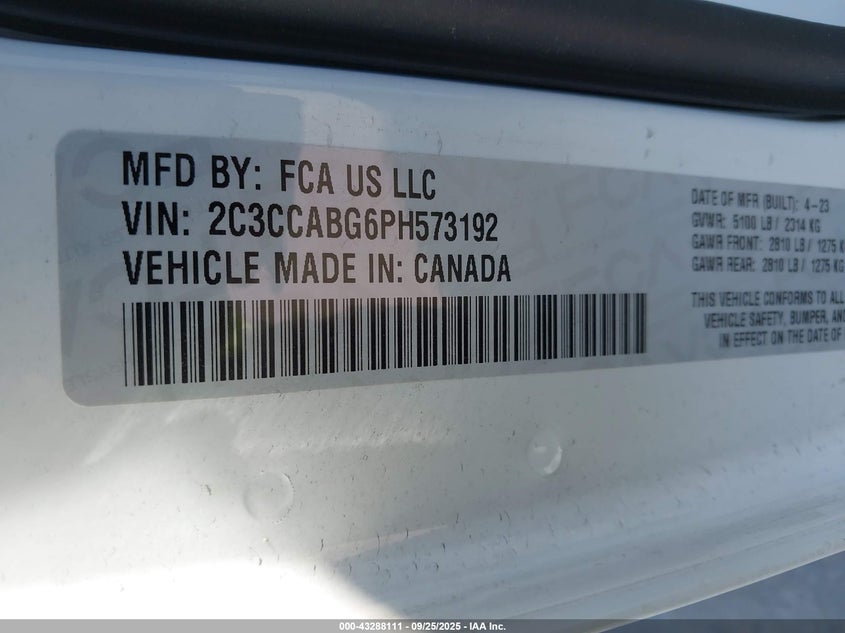 MFD BY: FCA US LLC
VIN: 2C3CCABG6PH573192
VEHICLE MADE IN: CANADA
DATE OF MFR (BUILT): 4-23
GVWR: 5100 LB / 2314 KG
GAWR FRONT: 2810 LB / 1275 K
GAWR REAR: 2810 LB / 1275 KG
THIS VEHICLE CONFORMS TO ALL
VEHICLE SAFETY, BUMPER, AND
IN EFFECT ON THE DATE OF
000-43288111 - 09/25/2025 - IAA Inc.